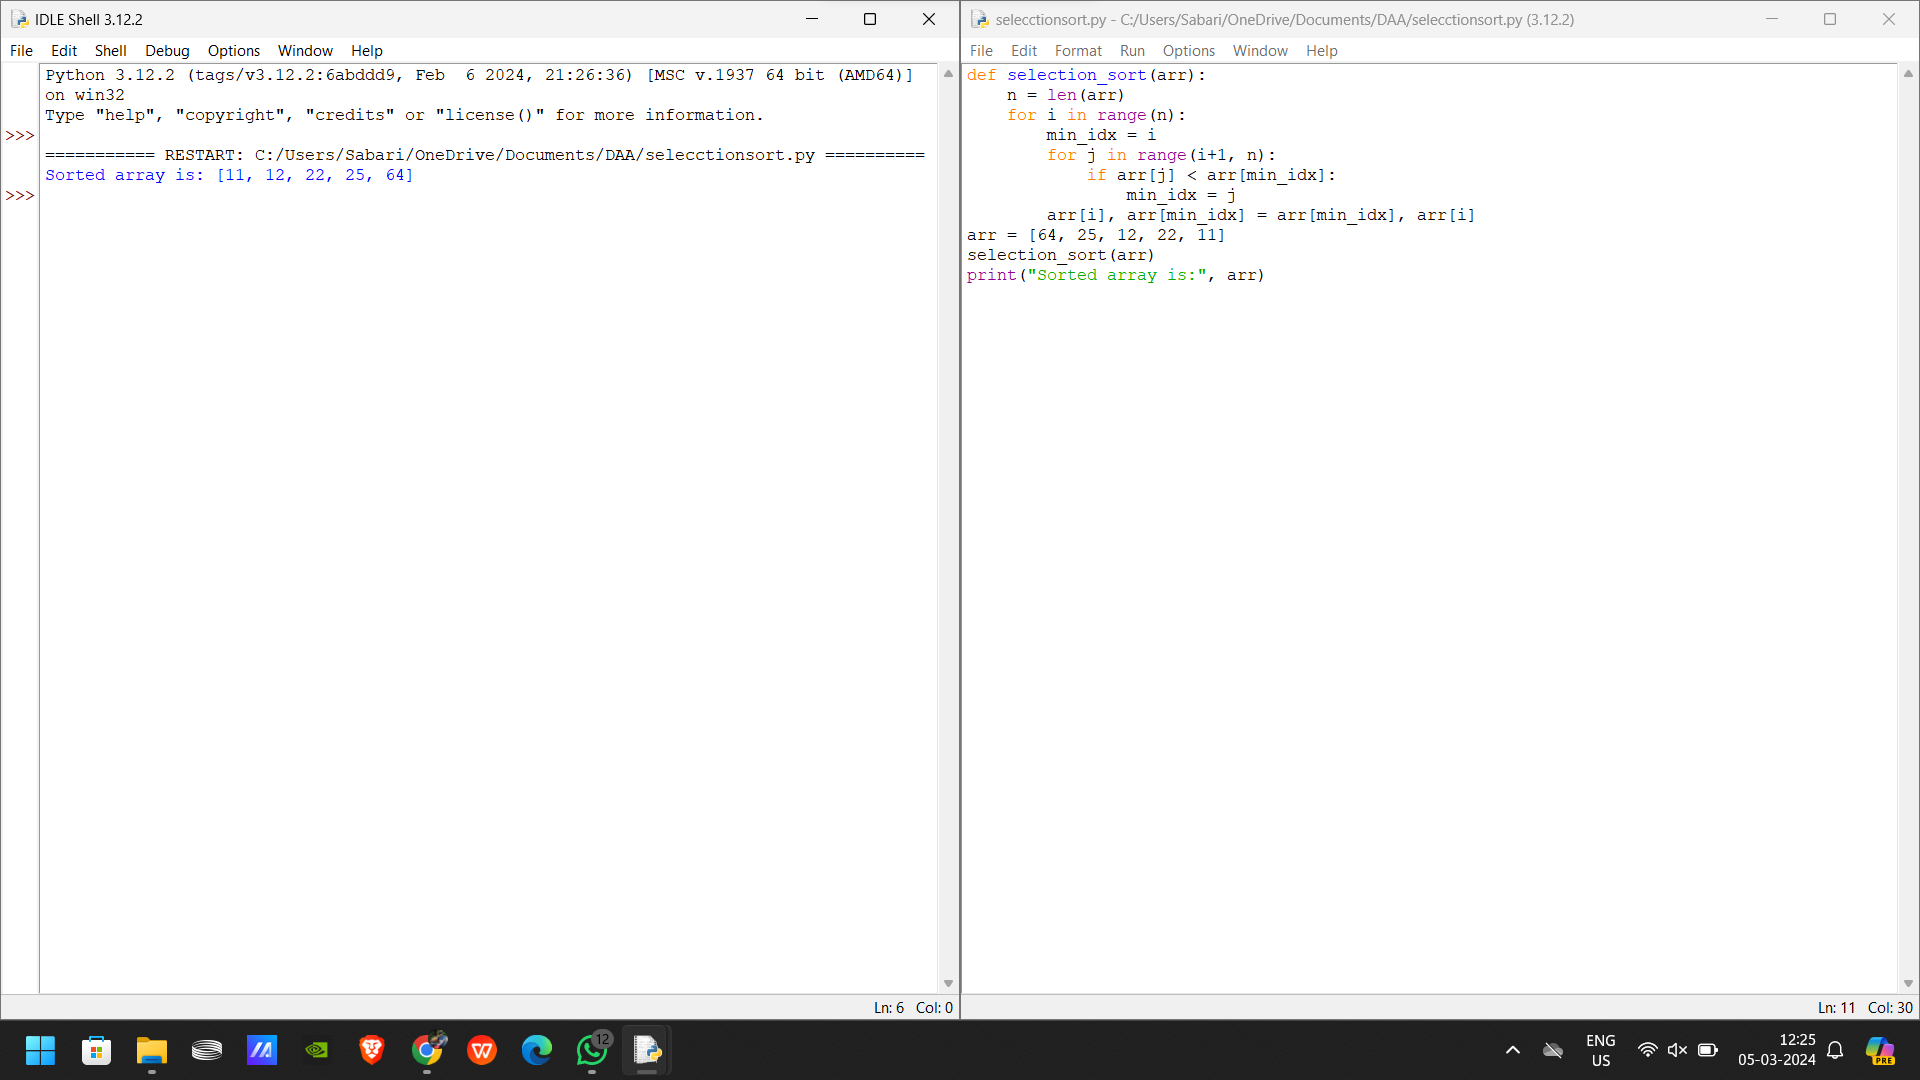 IDLE Shell 3.12.2
File Edit Shell Debug Options Window Help
Python 3.12.2 (tags/v3.12.2:6abddd9, Feb  6 2024, 21:26:36) [MSC v.1937 64 bit (AMD64)]
on win32
Type "help", "copyright", "credits" or "license()" for more information.
>>>
=========== RESTART: C:/Users/Sabari/OneDrive/Documents/DAA/selecctionsort.py ==========
Sorted array is: [11, 12, 22, 25, 64]
>>>
Ln: 6 Col: 0
selecctionsort.py - C:/Users/Sabari/OneDrive/Documents/DAA/selecctionsort.py (3.12.2)
File Edit Format Run Options Window Help
def selection_sort(arr):
    n = len(arr)
    for i in range(n):
        min_idx = i
        for j in range(i+1, n):
            if arr[j] < arr[min_idx]:
                min_idx = j
        arr[i], arr[min_idx] = arr[min_idx], arr[i]
arr = [64, 25, 12, 22, 11]
selection_sort(arr)
print("Sorted array is:", arr)
Ln: 11 Col: 30
12
ENG
US
12:25
05-03-2024
PRE